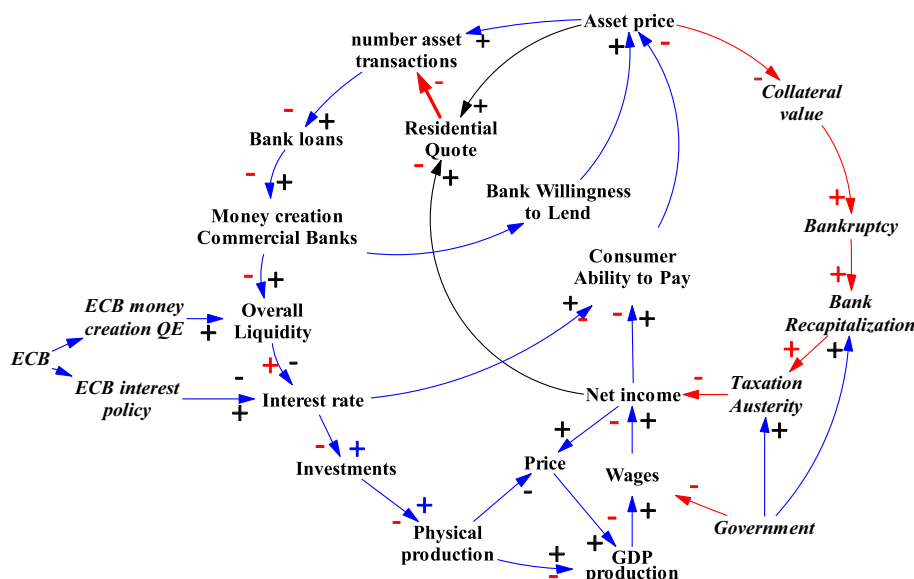 Asset price
number asset
transactions
Collateral
value
Residential
Quote
Bank loans
Bank Willingness
to Lend
Money creation
Commercial Banks
Bankruptcy
Consumer
Ability to Pay
ECB money
creation QE
Overall
Liquidity
Bank
Recapitalization
ECB
ECB interest
policy
Interest rate
Net income
Taxation
Austerity
Investments
Price
Wages
Physical
production
Government
GDP
production